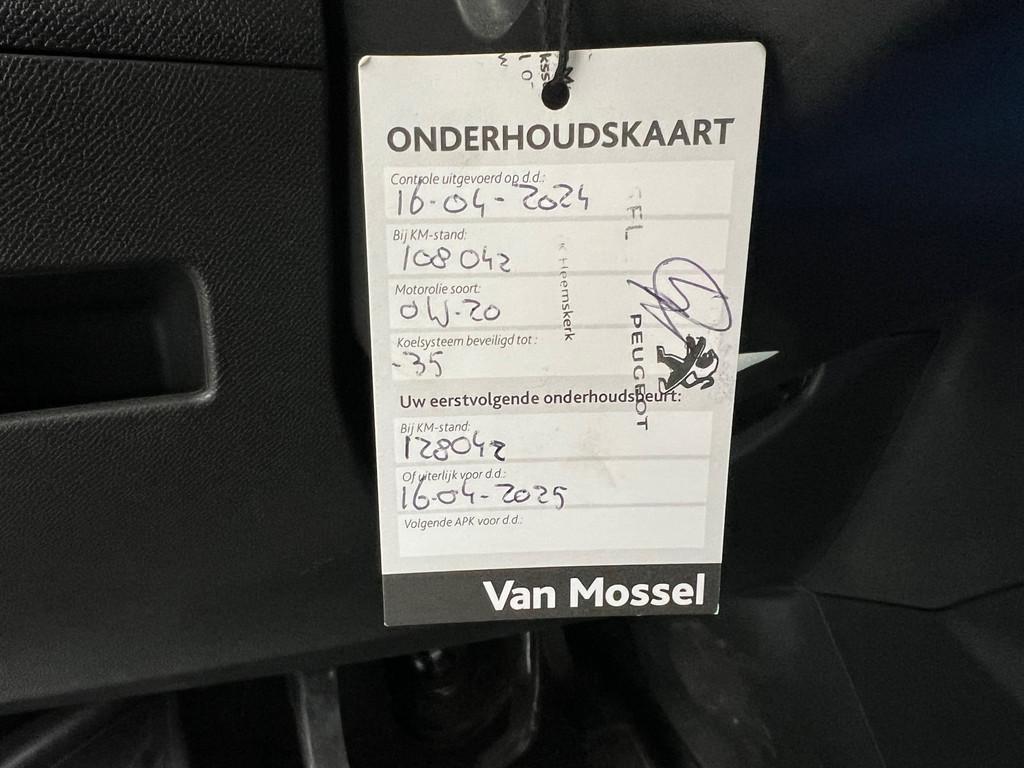 ONDERHOUDSKAART
Controle uitgevoerd op d.d.:
16-04-2024
Bij KM-stand:
108042
Motorolie soort:
0W-20
Koelsysteem beveiligd tot :
-35
Heemskerk
PEUGEOT
Uw eerstvolgende onderhoudsbeurt:
Bij KM-stand:
128042
Of uiterlijk voor d.d.:
16-04-2025
Volgende APK voor d.d.:
Van Mossel